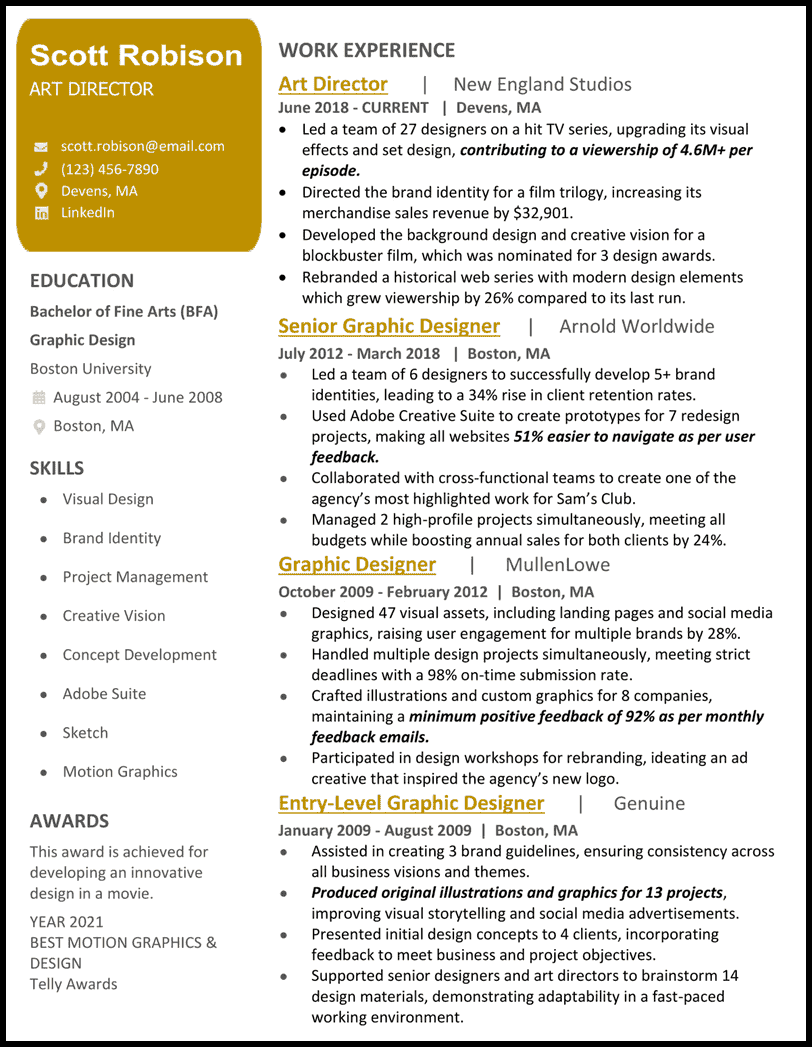 Scott Robison
ART DIRECTOR
scott.robison@email.com
(123) 456-7890
Devens, MA
LinkedIn
EDUCATION
Bachelor of Fine Arts (BFA)
Graphic Design
Boston University
August 2004 - June 2008
Boston, MA
SKILLS
• Visual Design
• Brand Identity
• Project Management
• Creative Vision
• Concept Development
• Adobe Suite
• Sketch
• Motion Graphics
AWARDS
This award is achieved for
developing an innovative
design in a movie.
YEAR 2021
BEST MOTION GRAPHICS &
DESIGN
Telly Awards
WORK EXPERIENCE
Art Director | New England Studios
June 2018 - CURRENT | Devens, MA
• Led a team of 27 designers on a hit TV series, upgrading its visual
effects and set design, contributing to a viewership of 4.6M+ per
episode.
• Directed the brand identity for a film trilogy, increasing its
merchandise sales revenue by $32,901.
• Developed the background design and creative vision for a
blockbuster film, which was nominated for 3 design awards.
• Rebranded a historical web series with modern design elements
which grew viewership by 26% compared to its last run.
Senior Graphic Designer | Arnold Worldwide
July 2012 - March 2018 | Boston, MA
• Led a team of 6 designers to successfully develop 5+ brand
identities, leading to a 34% rise in client retention rates.
• Used Adobe Creative Suite to create prototypes for 7 redesign
projects, making all websites 51% easier to navigate as per user
feedback.
• Collaborated with cross-functional teams to create one of the
agency’s most highlighted work for Sam’s Club.
• Managed 2 high-profile projects simultaneously, meeting all
budgets while boosting annual sales for both clients by 24%.
Graphic Designer | MullenLowe
October 2009 - February 2012 | Boston, MA
• Designed 47 visual assets, including landing pages and social media
graphics, raising user engagement for multiple brands by 28%.
• Handled multiple design projects simultaneously, meeting strict
deadlines with a 98% on-time submission rate.
• Crafted illustrations and custom graphics for 8 companies,
maintaining a minimum positive feedback of 92% as per monthly
feedback emails.
• Participated in design workshops for rebranding, ideating an ad
creative that inspired the agency’s new logo.
Entry-Level Graphic Designer | Genuine
January 2009 - August 2009 | Boston, MA
• Assisted in creating 3 brand guidelines, ensuring consistency across
all business visions and themes.
• Produced original illustrations and graphics for 13 projects,
improving visual storytelling and social media advertisements.
• Presented initial design concepts to 4 clients, incorporating
feedback to meet business and project objectives.
• Supported senior designers and art directors to brainstorm 14
design materials, demonstrating adaptability in a fast-paced
working environment.